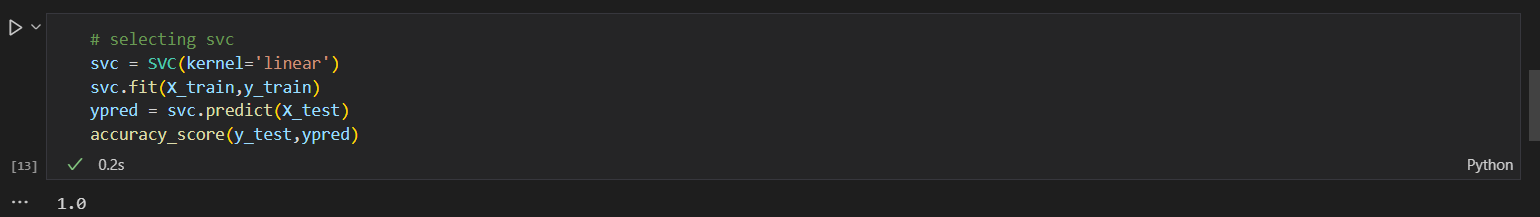 # selecting svc
svc = SVC(kernel='linear')
svc.fit(X_train,y_train)
ypred = svc.predict(X_test)
accuracy_score(y_test,ypred)
[13]
0.2s
Python
1.0